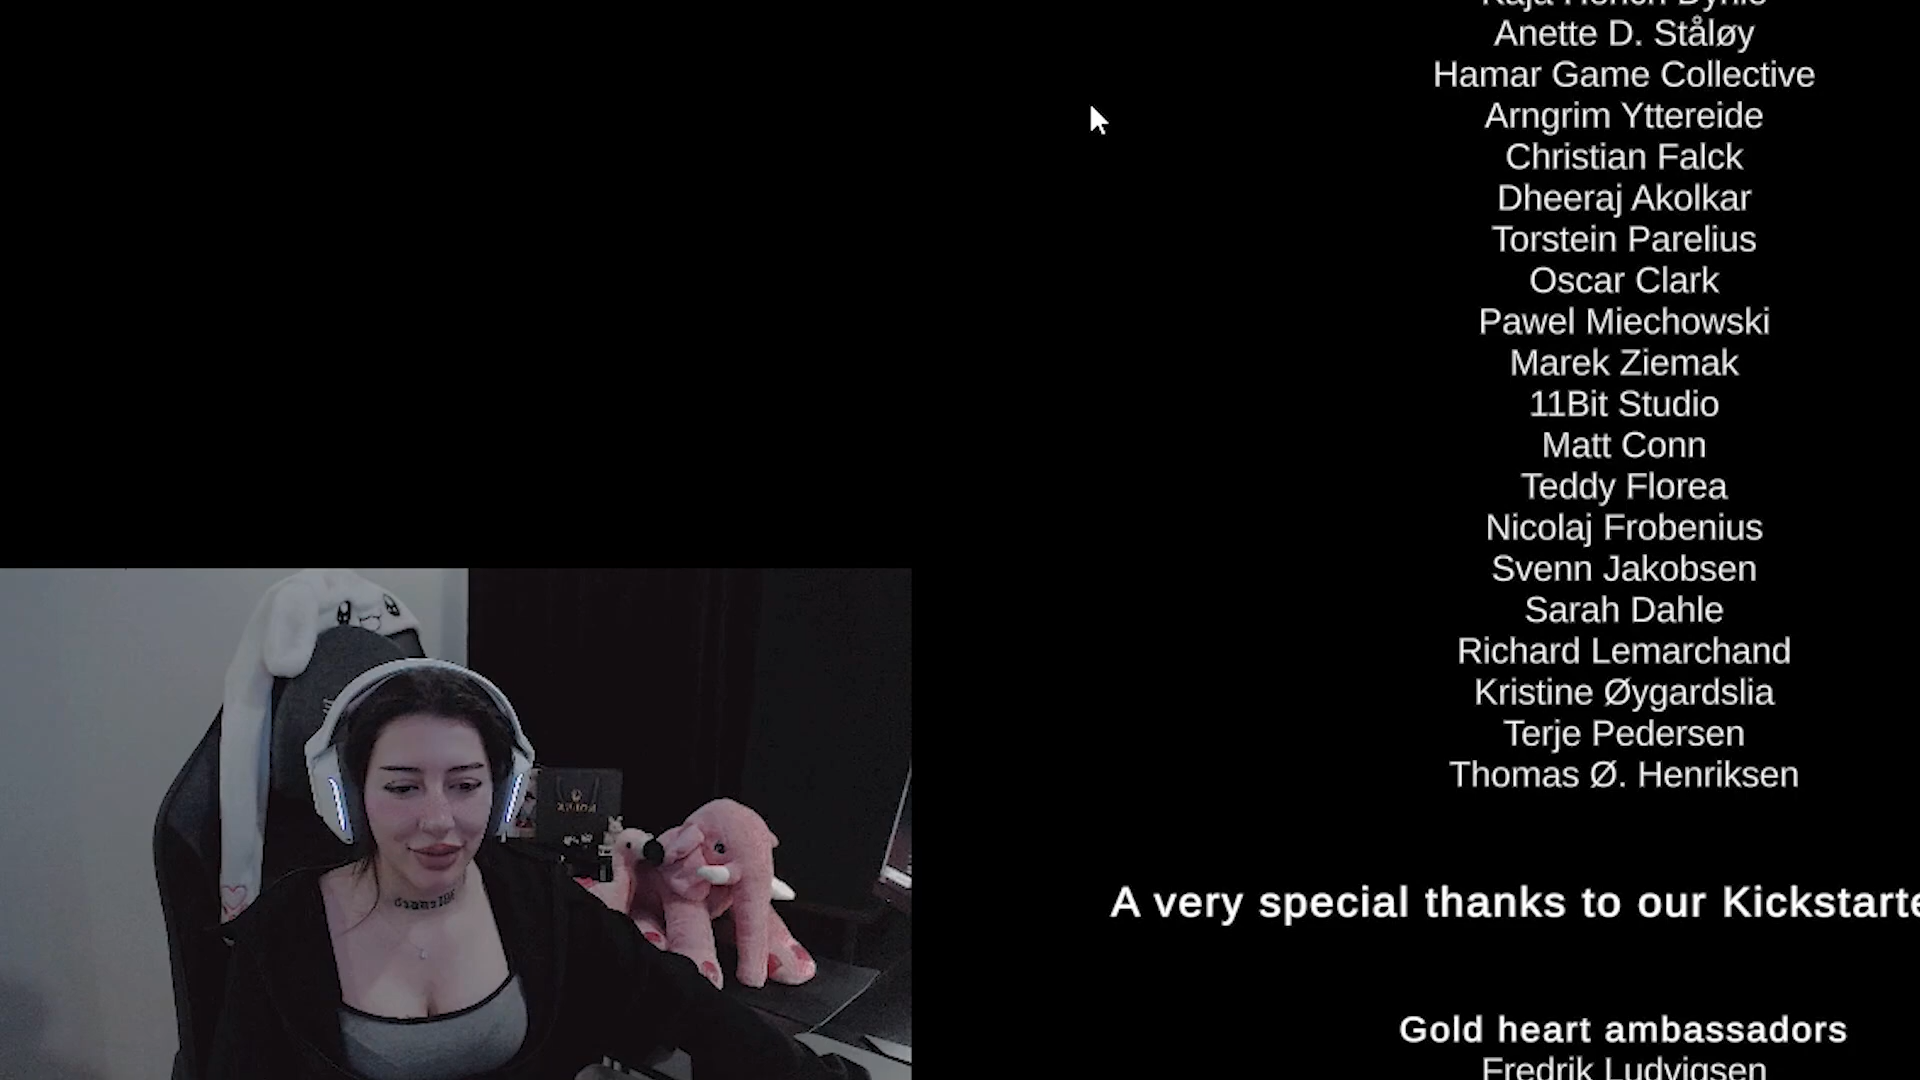 Anette D. Ståløy
Hamar Game Collective
Arngrim Yttereide
Christian Falck
Dheeraj Akolkar
Torstein Parelius
Oscar Clark
Pawel Miechowski
Marek Ziemak
11Bit Studio
Matt Conn
Teddy Florea
Nicolaj Frobenius
Svenn Jakobsen
Sarah Dahle
Richard Lemarchand
Kristine Øygardslia
Terje Pedersen
Thomas Ø. Henriksen
A very special thanks to our Kickstarte
Gold heart ambassadors
Fredrik Ludvigsen